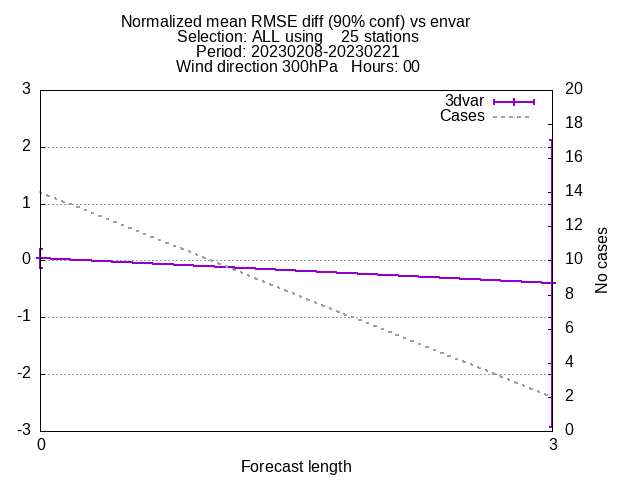 Normalized mean RMSE diff (90% conf) vs envar
Selection: ALL using    25 stations
Period: 20230208-20230221
Wind direction 300hPa   Hours: 00
3dvar
Cases
3
2
1
0
-1
-2
-3
20
18
16
14
12
10
8
6
4
2
0
No cases
0
3
Forecast length